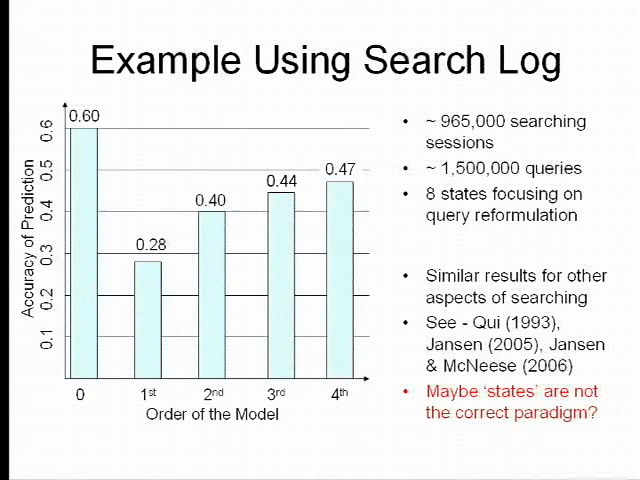 Example Using Search Log
Accuracy of Prediction
0.6
0.5
0.4
0.3
0.2
0.1
0.60
0.28
0.40
0.44
0.47
0
1st
2nd
3rd
4th
Order of the Model
• ~ 965,000 searching
sessions
• ~ 1,500,000 queries
• 8 states focusing on
query reformulation
• Similar results for other
aspects of searching
• See - Qui (1993),
Jansen (2005), Jansen
& McNeese (2006)
• Maybe 'states' are not
the correct paradigm?